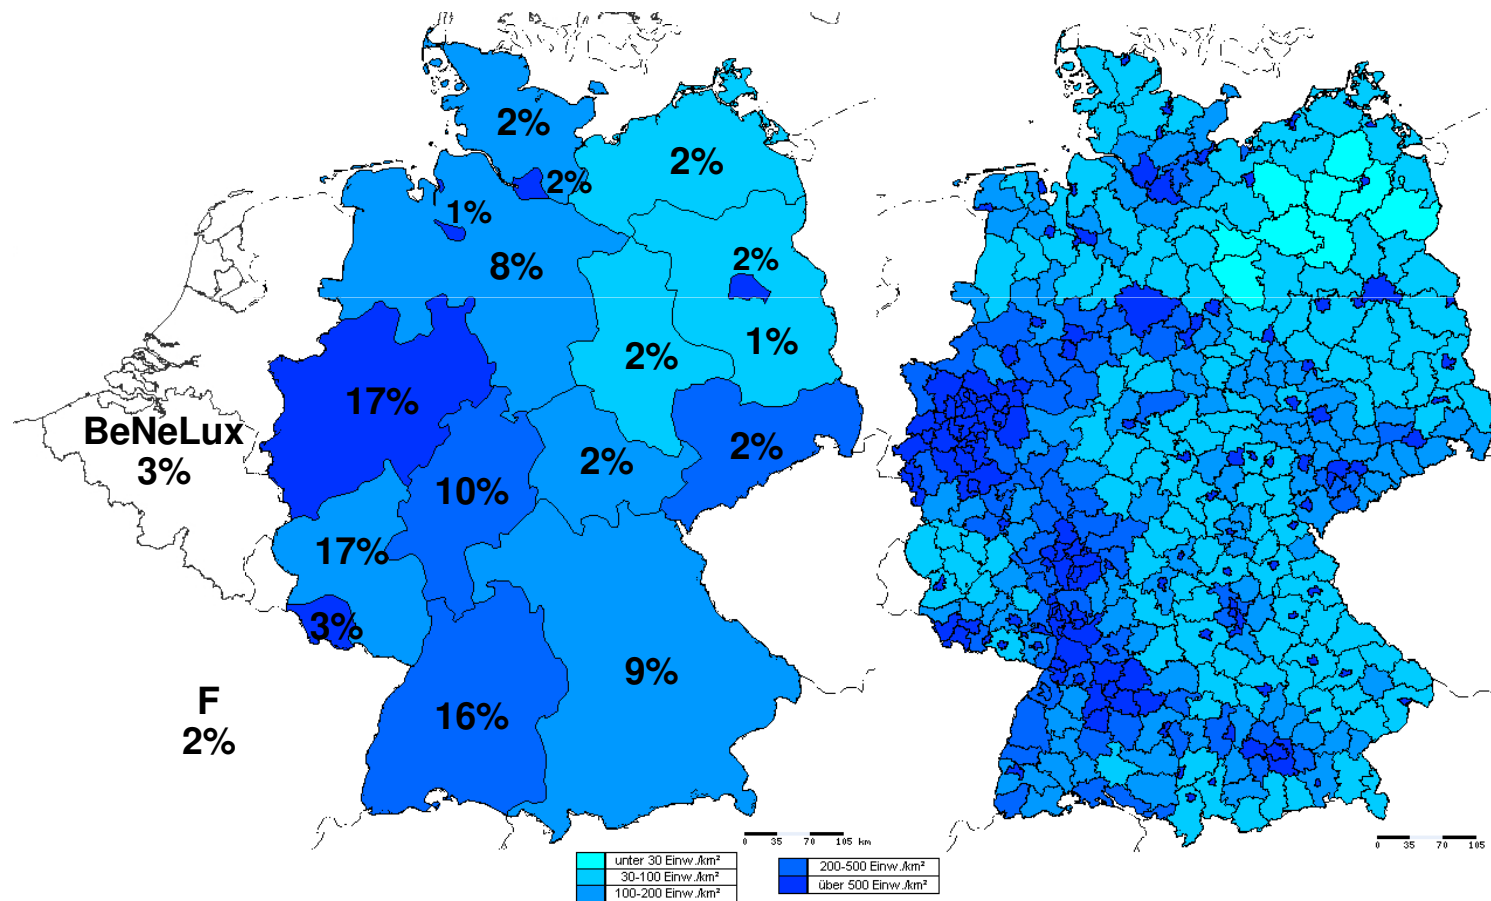 2%
2%
2%
1%
8%
2%
2%
1%
17%
BeNeLux
3%
2%
2%
10%
17%
3%
9%
F
2%
16%
0 35 70 105 km
0 35 70 105
unter 30 Einw./km²
30-100 Einw./km²
100-200 Einw./km²
200-500 Einw./km²
über 500 Einw./km²